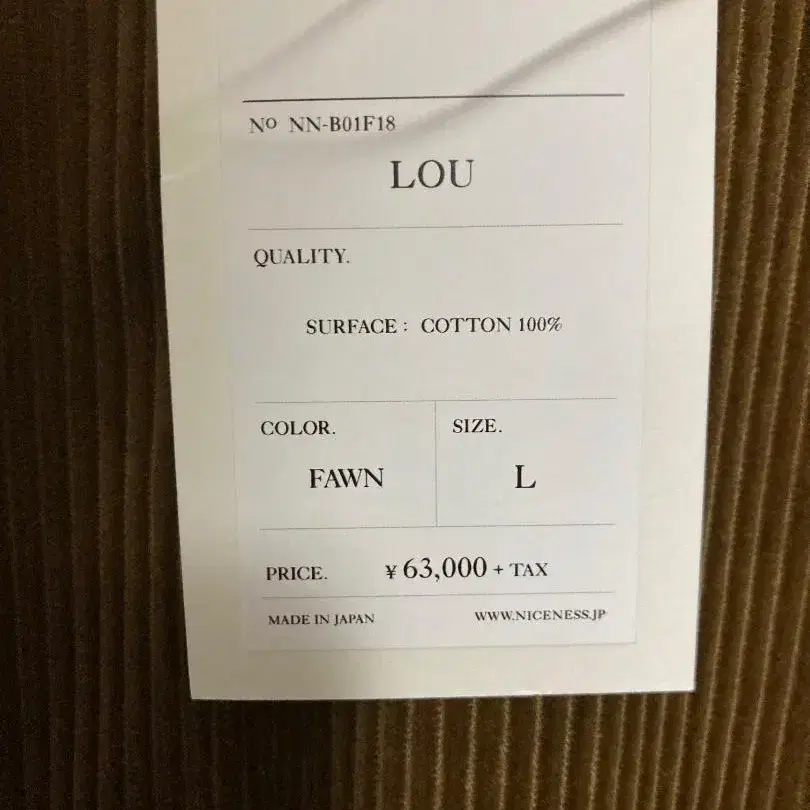 No NN-B01F18
LOU
QUALITY.
SURFACE : COTTON 100%
COLOR.
FAWN
SIZE.
L
PRICE. ¥ 63,000 + TAX
MADE IN JAPAN WWW.NICENESS.JP